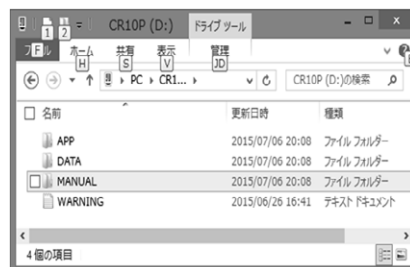 CR10P (D:) ドライブ ツール
1 2
ファイル ホーム 共有 表示 管理
F H S V JD
PC CR1... CR10P (D:)の検索
名前 更新日時 種類
APP 2015/07/06 20:08 ファイル フォルダー
DATA 2015/07/06 20:08 ファイル フォルダー
MANUAL 2015/07/06 20:08 ファイル フォルダー
WARNING 2015/06/26 16:41 テキスト ドキュメント
4 個の項目